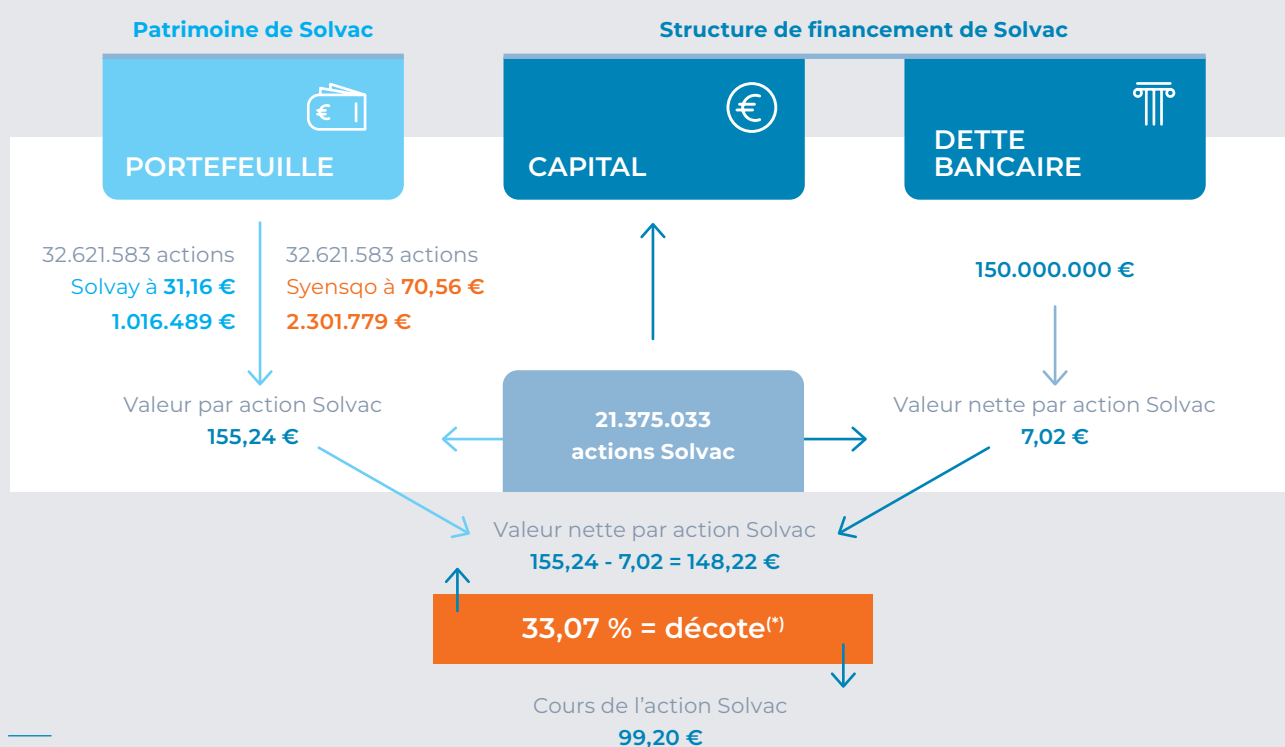 Patrimoine de Solvac
Structure de financement de Solvac
€
PORTEFEUILLE
€
CAPITAL
DETTE
BANCAIRE
32.621.583 actions
Solvay à 31,16 €
1.016.489 €
32.621.583 actions
Syensqo à 70,56 €
2.301.779 €
150.000.000 €
Valeur par action Solvac
155,24 €
21.375.033
actions Solvac
Valeur nette par action Solvac
7,02 €
Valeur nette par action Solvac
155,24 - 7,02 = 148,22 €
33,07 % = décote(*)
Cours de l'action Solvac
99,20 €